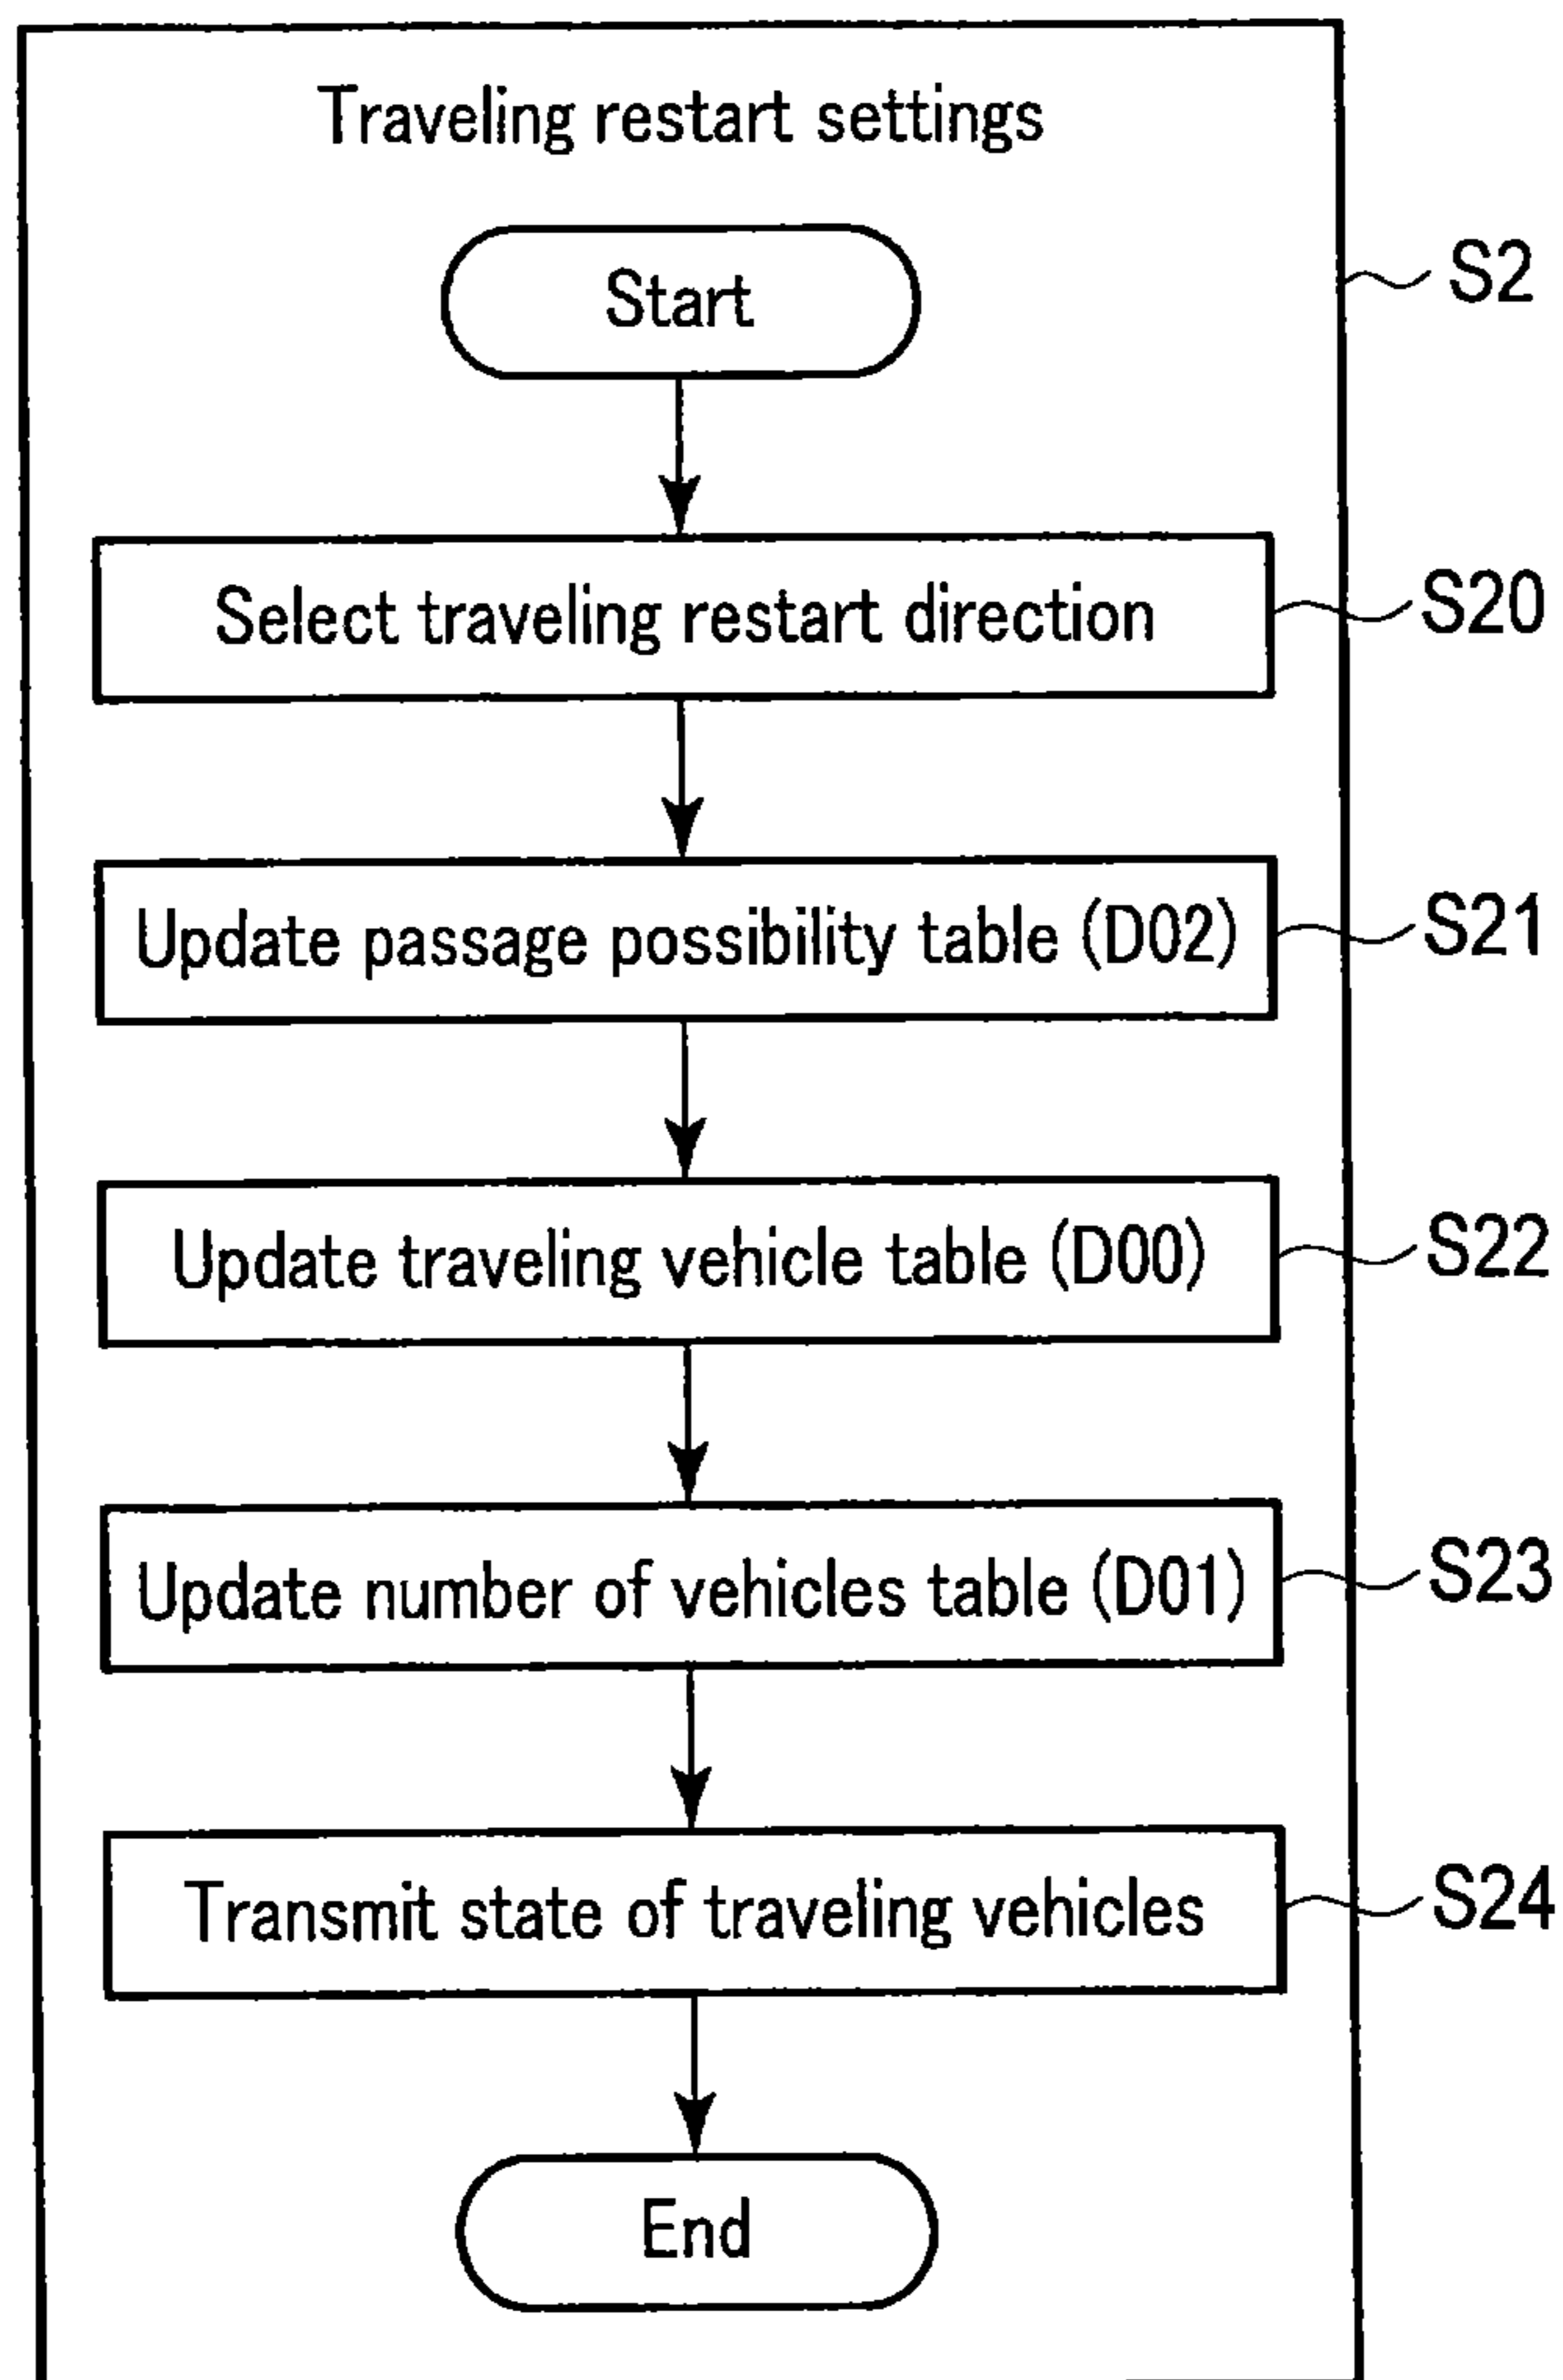 Traveling restart settings
Start
S2
Select traveling restart direction
S20
Update passage possibility table (D02)
S21
Update traveling vehicle table (D00)
S22
Update number of vehicles table (D01)
S23
Transmit state of traveling vehicles
S24
End